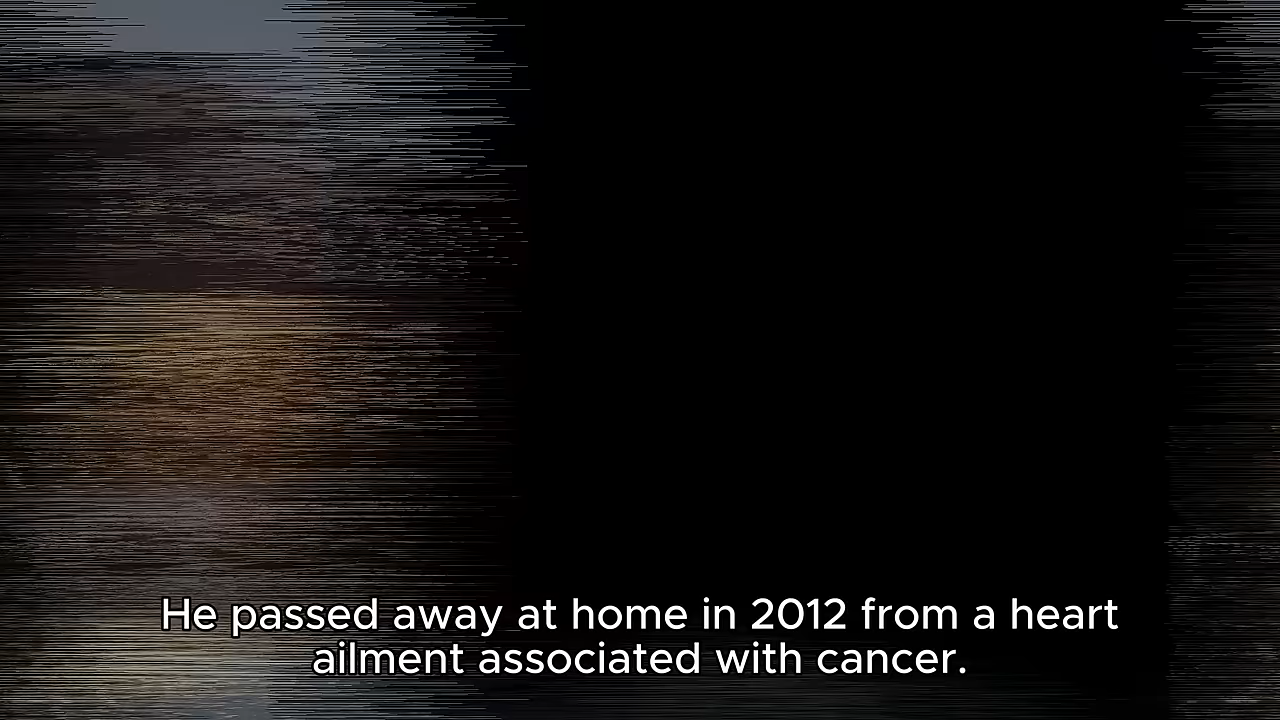 He passed away at home in 2012 from a heart
ailment associated with cancer.